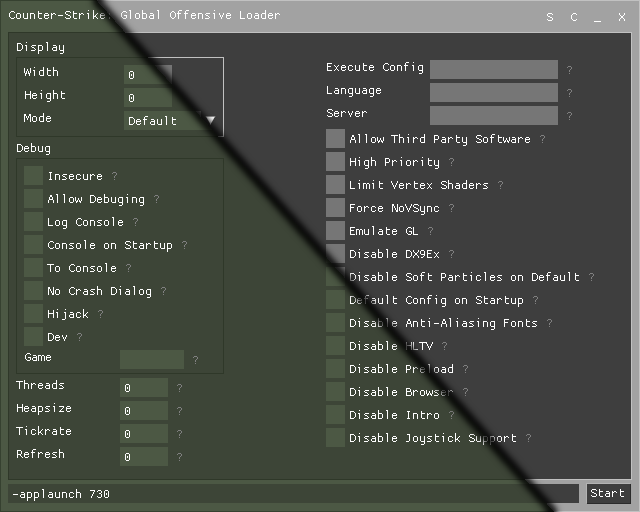 Counter-Strike: Global Offensive Loader S C _ X
Display
Width 0
Height 0
Mode Default
Debug
Insecure ?
Allow Debuging ?
Log Console ?
Console on Startup ?
To Console ?
No Crash Dialog ?
Hijack ?
Dev ?
Game ?
Threads 0 ?
Heapsize 0 ?
Tickrate 0 ?
Refresh 0 ?
Execute Config ?
Language ?
Server ?
Allow Third Party Software ?
High Priority ?
Limit Vertex Shaders ?
Force NoVSync ?
Emulate GL ?
Disable DX9Ex ?
Disable Soft Particles on Default ?
Default Config on Startup ?
Disable Anti-Aliasing Fonts ?
Disable HLTV ?
Disable Preload ?
Disable Browser ?
Disable Intro ?
Disable Joystick Support ?
-applaunch 730 Start